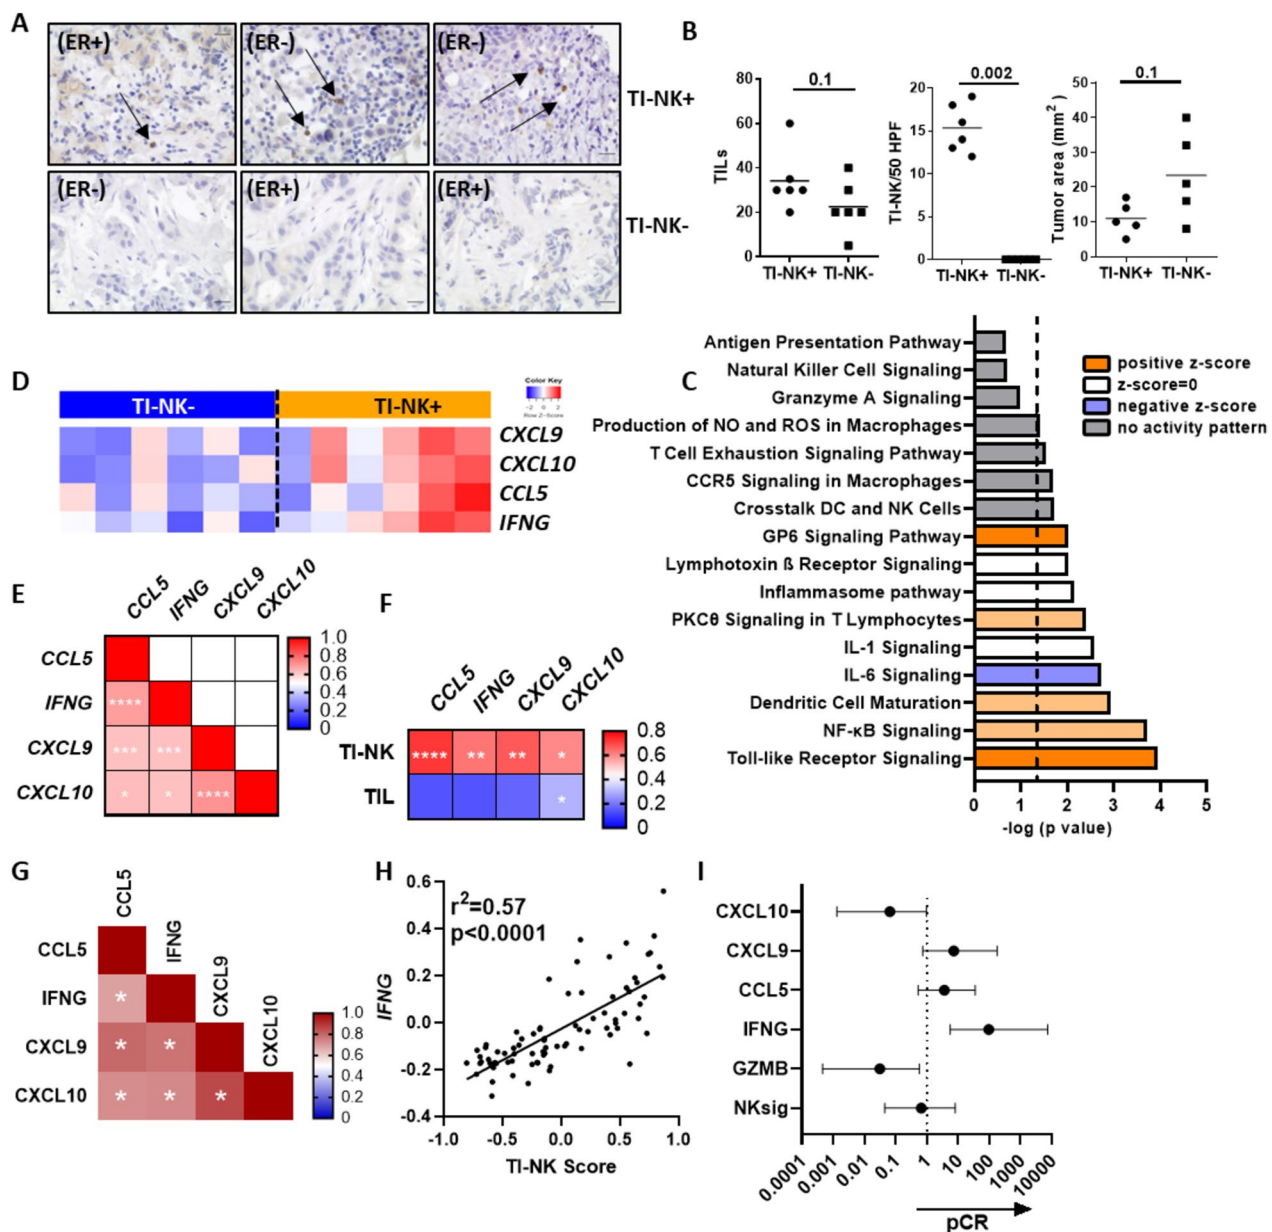 A
(ER+)
(ER-)
(ER-)
TI-NK+
(ER-)
(ER+)
(ER+)
TI-NK-
B
80
60
40
20
0
TILs
0.1
TI-NK+ TI-NK-
20
15
10
5
0
TI-NK/50 HPF
0.002
TI-NK+ TI-NK-
50
40
30
20
10
0
Tumor area (mm²)
0.1
TI-NK+ TI-NK-
C
Antigen Presentation Pathway
Natural Killer Cell Signaling
Granzyme A Signaling
Production of NO and ROS in Macrophages
T Cell Exhaustion Signaling Pathway
CCR5 Signaling in Macrophages
Crosstalk DC and NK Cells
GP6 Signaling Pathway
Lymphotoxin ß Receptor Signaling
Inflammasome pathway
PKCθ Signaling in T Lymphocytes
IL-1 Signaling
IL-6 Signaling
Dendritic Cell Maturation
NF-κB Signaling
Toll-like Receptor Signaling
0 1 2 3 4 5
-log (p value)
positive z-score
z-score=0
negative z-score
no activity pattern
D
TI-NK-
TI-NK+
Color Key
-2 0 2
Row Z-Score
CXCL9
CXCL10
CCL5
IFNG
E
CCL5 IFNG CXCL9 CXCL10
CCL5
IFNG ****
CXCL9 *** ***
CXCL10 * * ****
1.0
0.8
0.6
0.4
0.2
0
F
CCL5 IFNG CXCL9 CXCL10
TI-NK **** ** ** *
TIL *
0.8
0.6
0.4
0.2
0
G
CCL5
IFNG
CXCL9
CXCL10
CCL5
IFNG *
CXCL9 * *
CXCL10 * * *
1.0
0.8
0.6
0.4
0.2
0
H
0.6
0.4
0.2
0.0
-0.2
-0.4
IFNG
r²=0.57
p<0.0001
-1.0 -0.5 0.0 0.5 1.0
TI-NK Score
I
CXCL10
CXCL9
CCL5
IFNG
GZMB
NKsig
0.0001 0.001 0.01 0.1 1 10 100 1000 10000
pCR